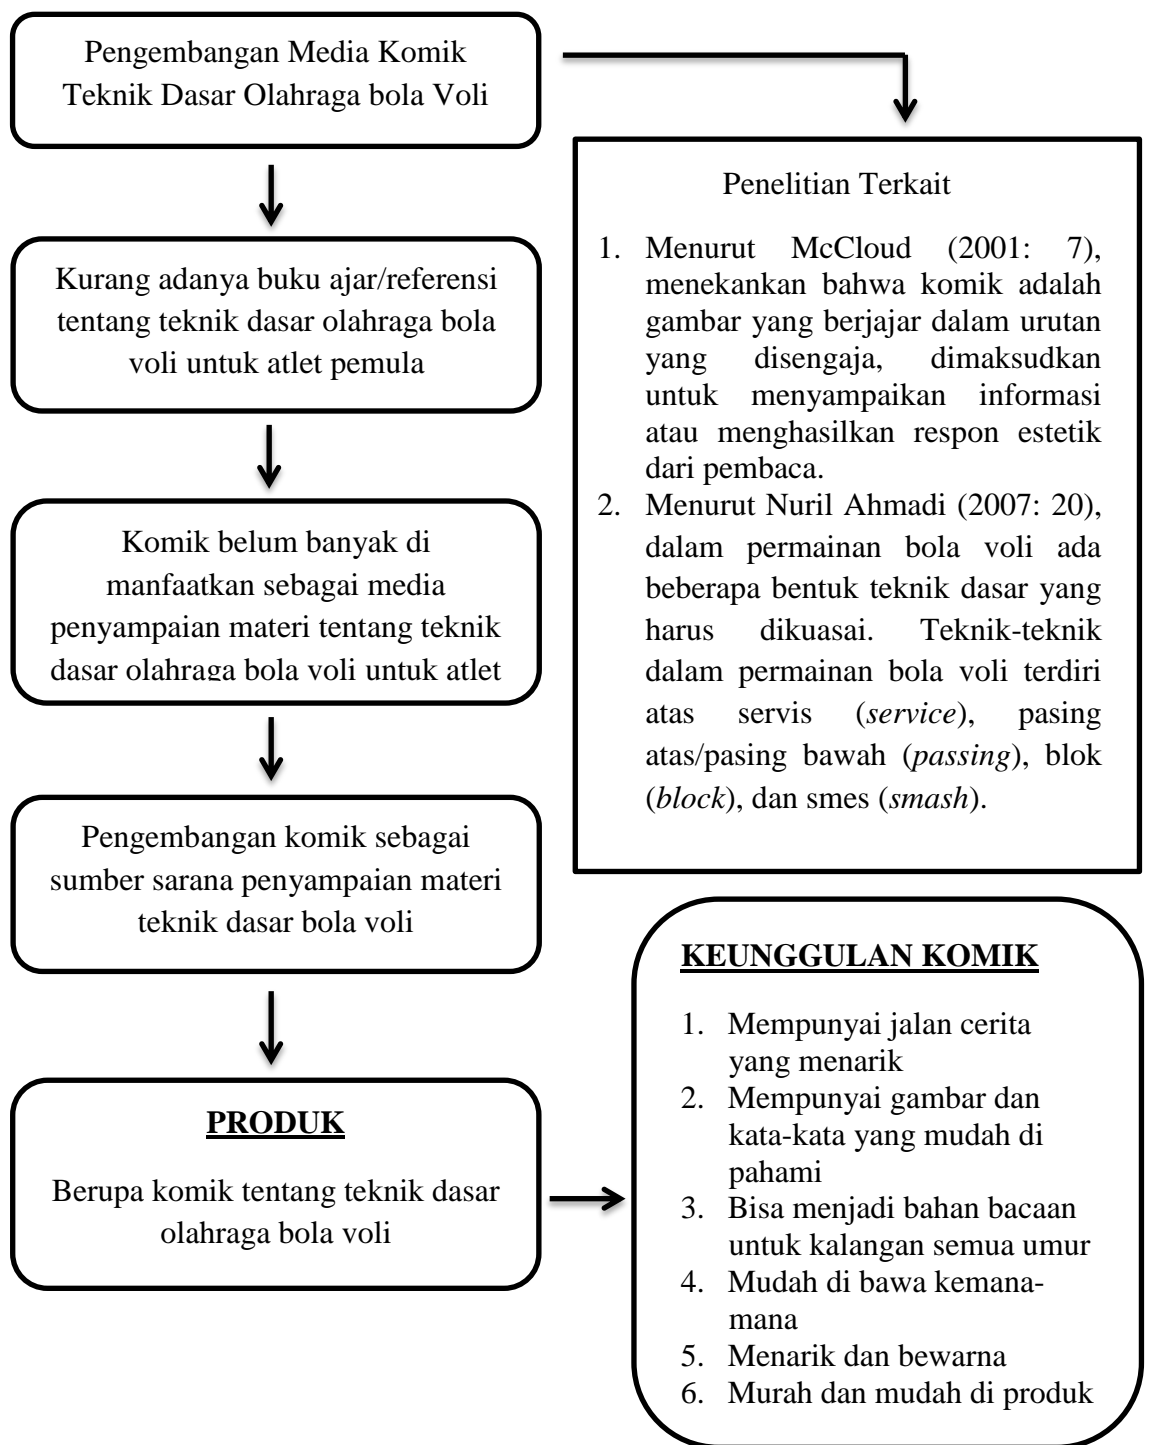 Pengembangan Media Komik
Teknik Dasar Olahraga bola Voli
Kurang adanya buku ajar/referensi
tentang teknik dasar olahraga bola
voli untuk atlet pemula
Komik belum banyak di
manfaatkan sebagai media
penyampaian materi tentang teknik
dasar olahraga bola voli untuk atlet
Pengembangan komik sebagai
sumber sarana penyampaian materi
teknik dasar bola voli
PRODUK
Berupa komik tentang teknik dasar
olahraga bola voli
Penelitian Terkait
1. Menurut McCloud (2001: 7),
menekankan bahwa komik adalah
gambar yang berjajar dalam urutan
yang disengaja, dimaksudkan
untuk menyampaikan informasi
atau menghasilkan respon estetik
dari pembaca.
2. Menurut Nuril Ahmadi (2007: 20),
dalam permainan bola voli ada
beberapa bentuk teknik dasar yang
harus dikuasai. Teknik-teknik
dalam permainan bola voli terdiri
atas servis (service), pasing
atas/pasing bawah (passing), blok
(block), dan smes (smash).
KEUNGGULAN KOMIK
1. Mempunyai jalan cerita
yang menarik
2. Mempunyai gambar dan
kata-kata yang mudah di
pahami
3. Bisa menjadi bahan bacaan
untuk kalangan semua umur
4. Mudah di bawa kemana-
mana
5. Menarik dan bewarna
6. Murah dan mudah di produk